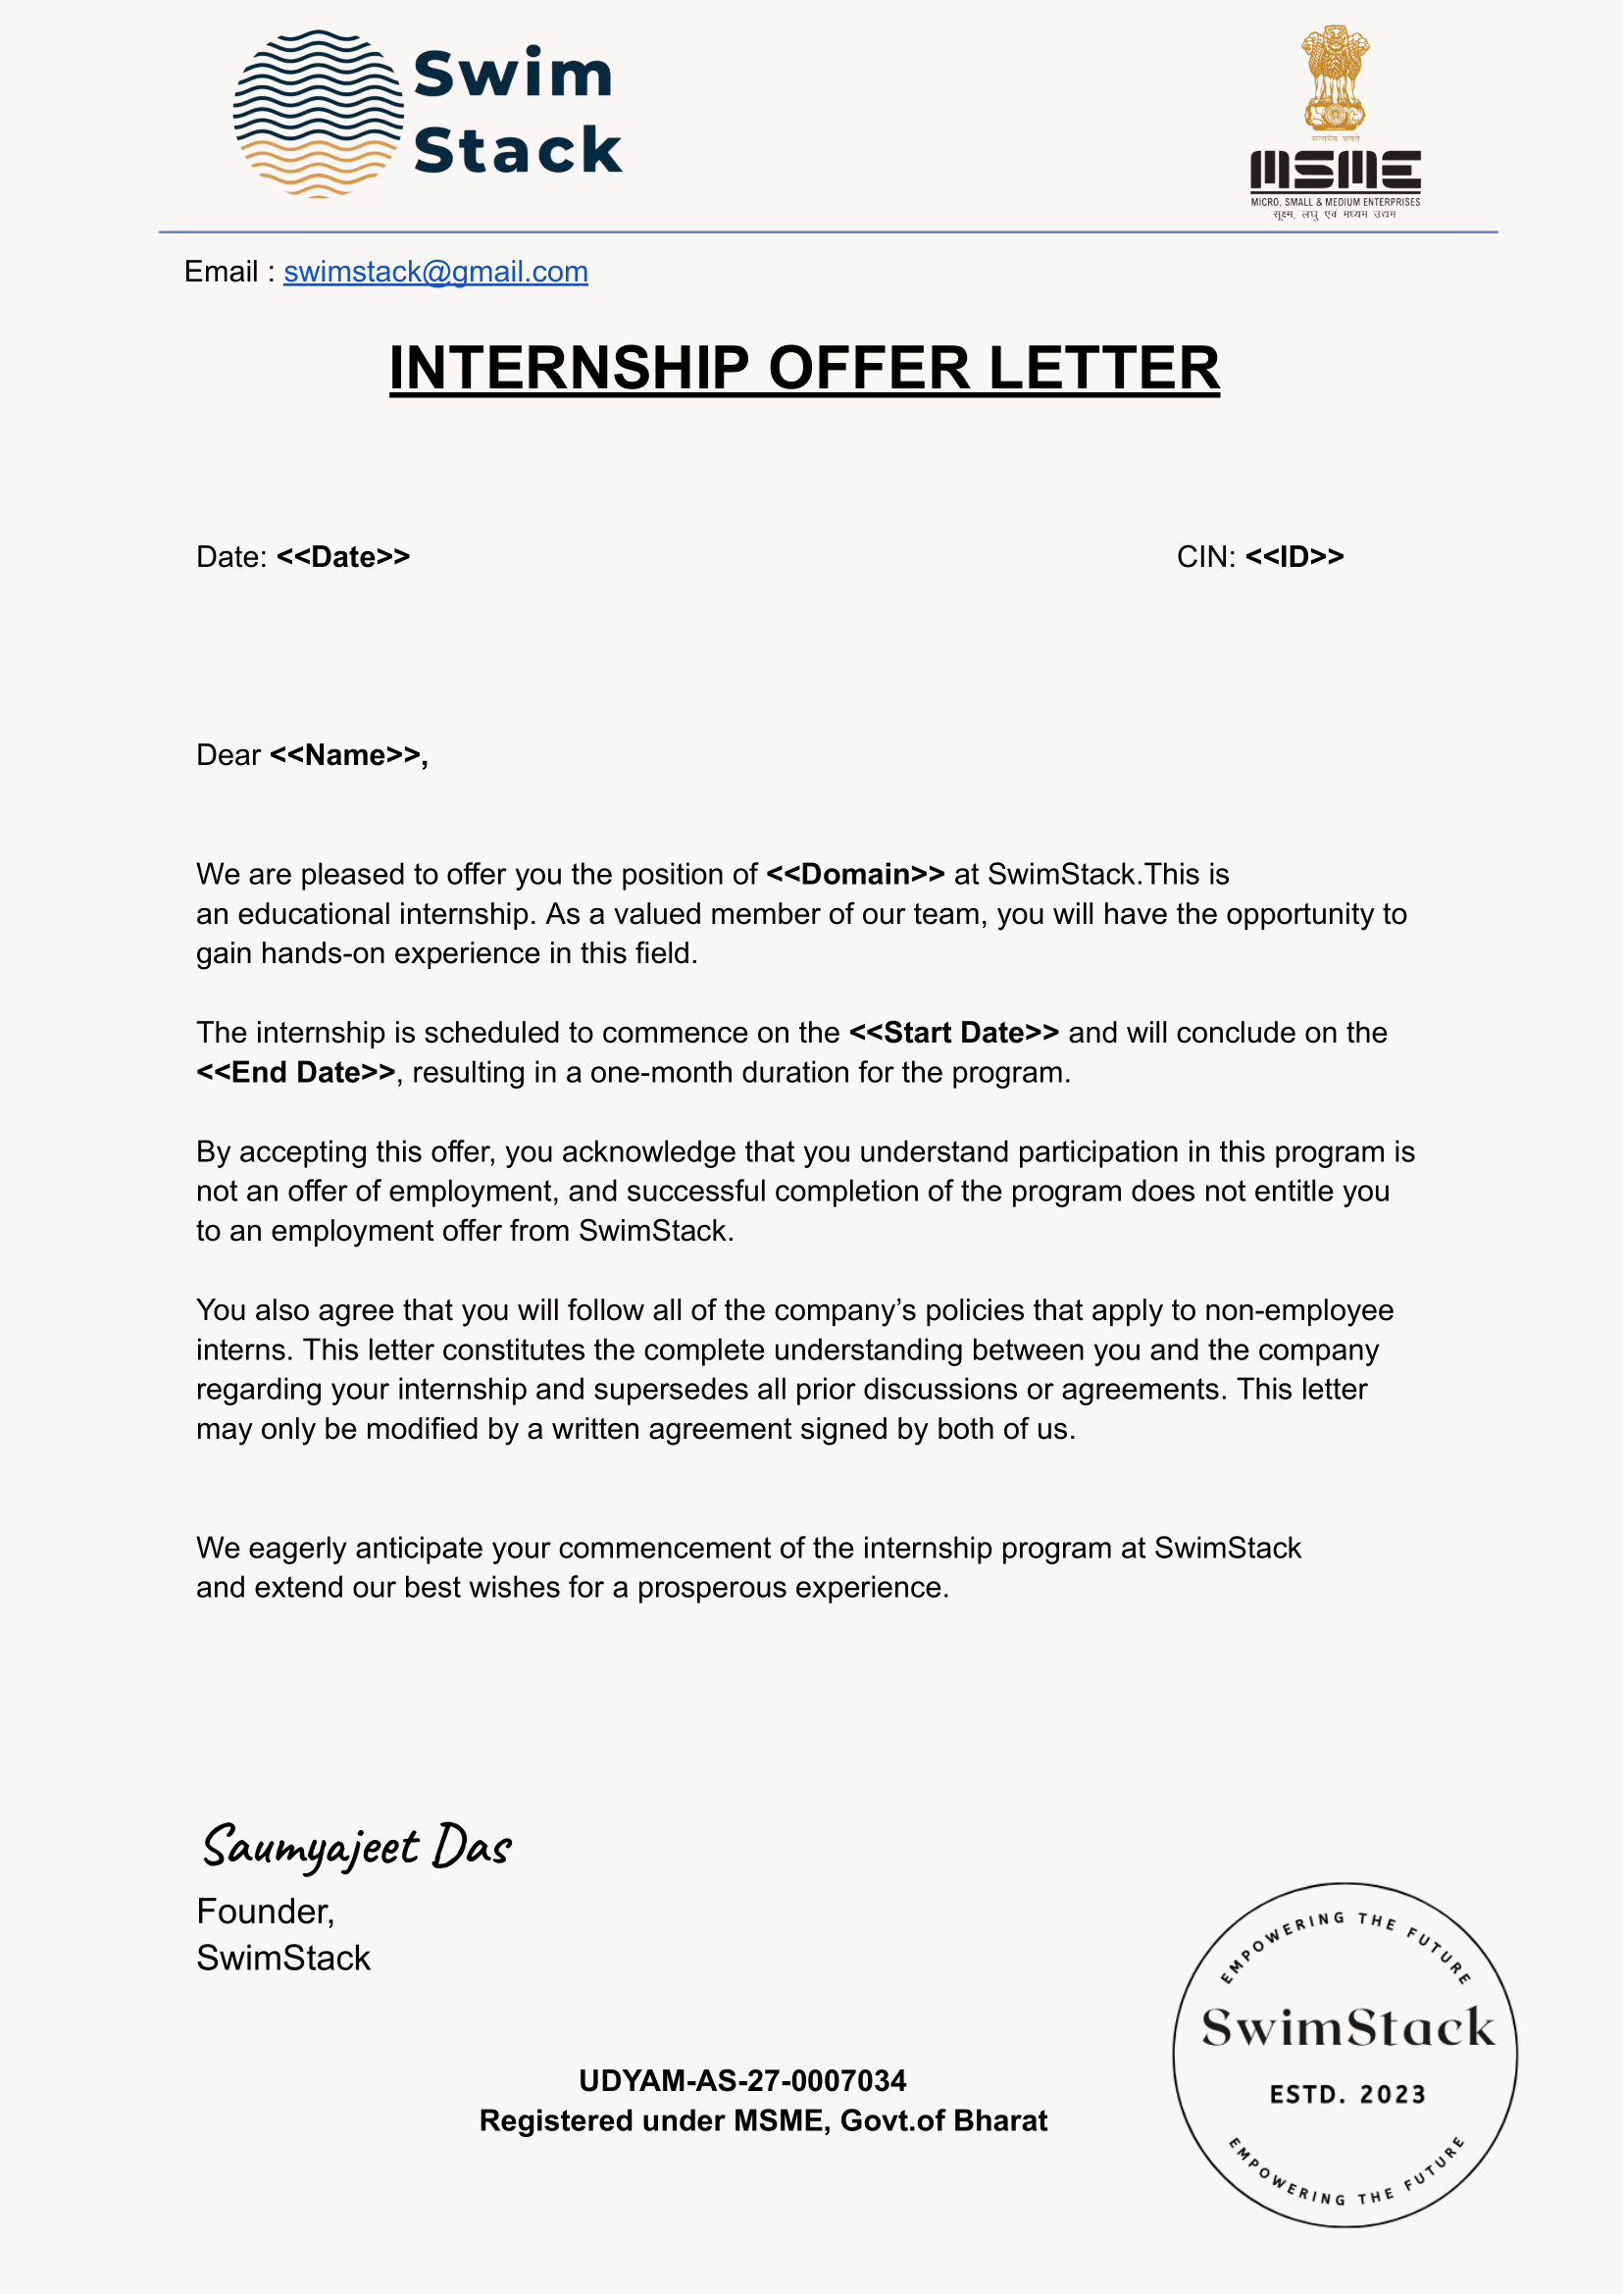 Swim
Stack
सत्यमेव जयते
MSME
MICRO, SMALL & MEDIUM ENTERPRISES
सूक्ष्म, लघु एवं मध्यम उद्यम
Email : swimstack@gmail.com
INTERNSHIP OFFER LETTER
Date: <<Date>> CIN: <<ID>>
Dear <<Name>>,
We are pleased to offer you the position of <<Domain>> at SwimStack.This is
an educational internship. As a valued member of our team, you will have the opportunity to
gain hands-on experience in this field.
The internship is scheduled to commence on the <<Start Date>> and will conclude on the
<<End Date>>, resulting in a one-month duration for the program.
By accepting this offer, you acknowledge that you understand participation in this program is
not an offer of employment, and successful completion of the program does not entitle you
to an employment offer from SwimStack.
You also agree that you will follow all of the company’s policies that apply to non-employee
interns. This letter constitutes the complete understanding between you and the company
regarding your internship and supersedes all prior discussions or agreements. This letter
may only be modified by a written agreement signed by both of us.
We eagerly anticipate your commencement of the internship program at SwimStack
and extend our best wishes for a prosperous experience.
Saumyajeet Das
Founder,
SwimStack
UDYAM-AS-27-0007034
Registered under MSME, Govt.of Bharat
EMPOWERING THE FUTURE
SwimStack
ESTD. 2023
EMPOWERING THE FUTURE